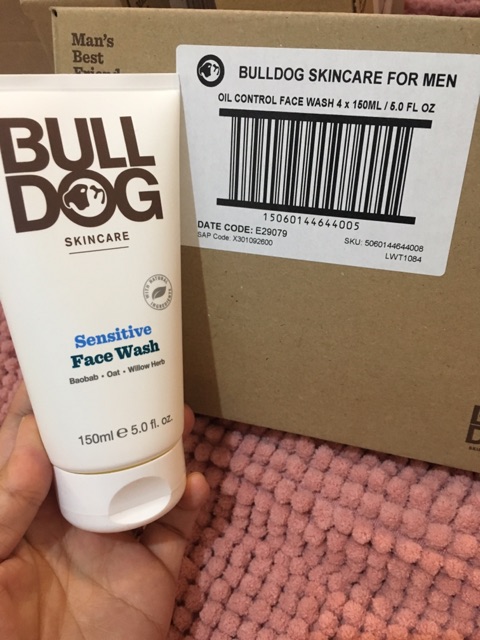 Man's
Best
Friend
BULLDOG SKINCARE FOR MEN
OIL CONTROL FACE WASH 4 x 150ML / 5.0 FL OZ
15060144644005
DATE CODE: E29079
SAP Code: X301092600
SKU: 5060144644008
LWT1084
BULL
DOG
SKINCARE
Sensitive
Face Wash
Baobab • Oat • Willow Herb
150ml e 5.0 fl. oz.